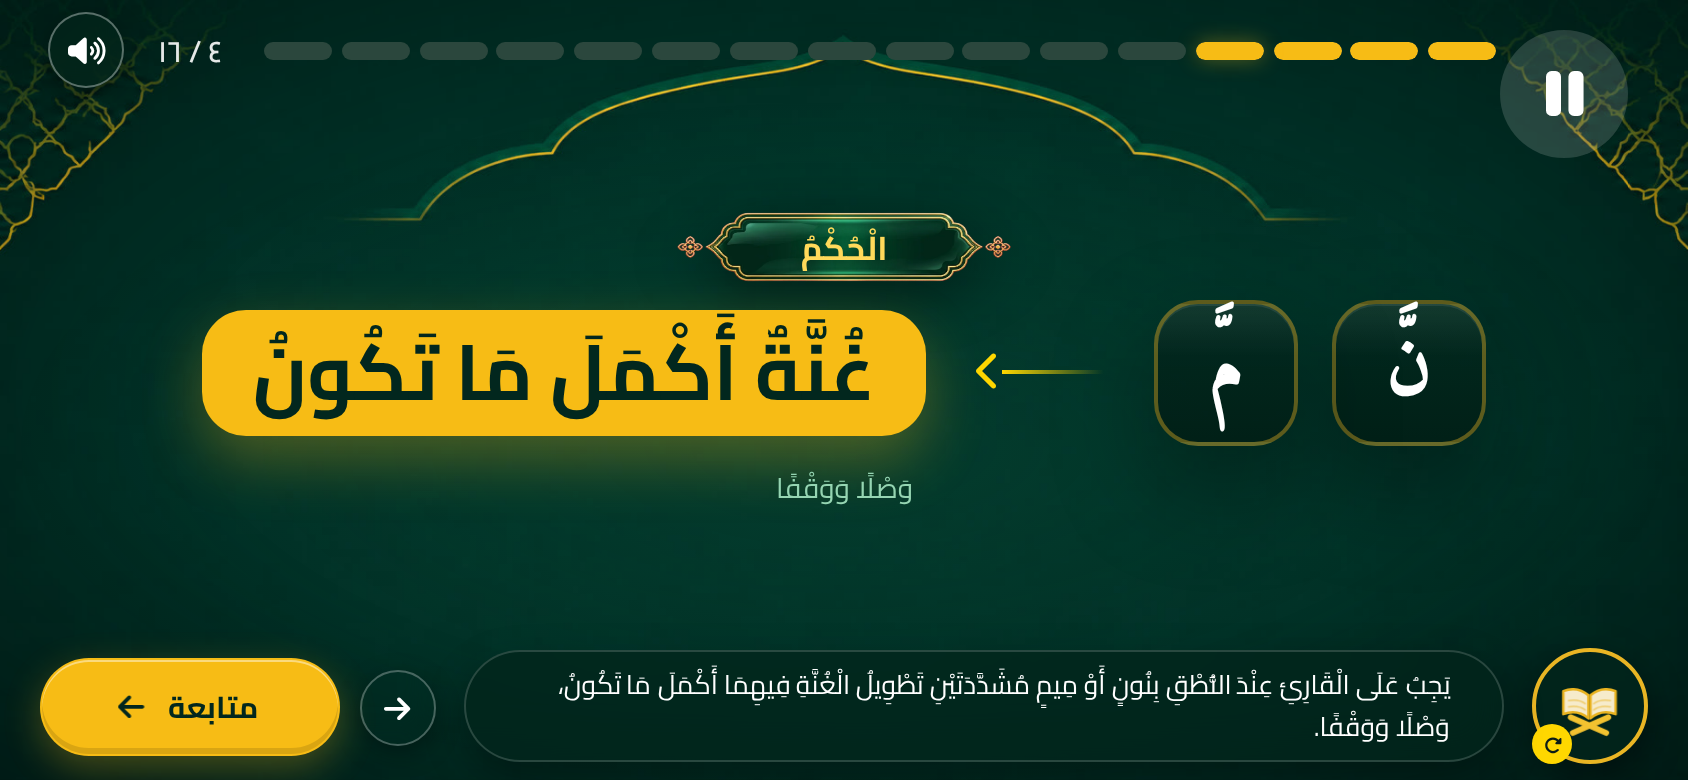 ٤ / ١٦
الْحُكْمُ
نَّ
مَّ
غُنَّةٌ أَكْمَلَ مَا تَكُونُ
وَصْلًا وَوَقْفًا
يَجِبُ عَلَى الْقَارِئِ عِنْدَ النُّطْقِ بِنُونٍ أَوْ مِيمٍ مُشَدَّدَتَيْنِ تَطْوِيلُ الْغُنَّةِ فِيهِمَا أَكْمَلَ مَا تَكُونُ،
وَصْلًا وَوَقْفًا.
متابعة